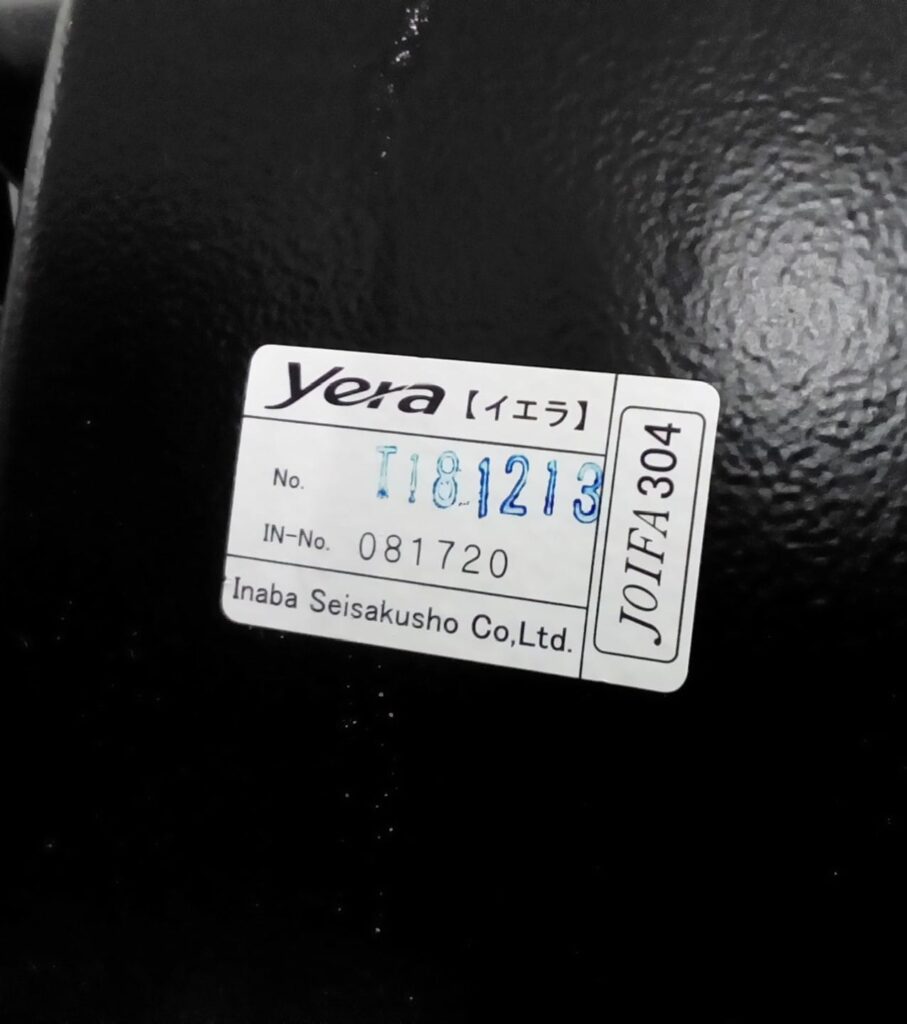 yera【イエラ】
No. T181213
IN-No. 081720
Inaba Seisakusho Co,Ltd.
JOIFA304